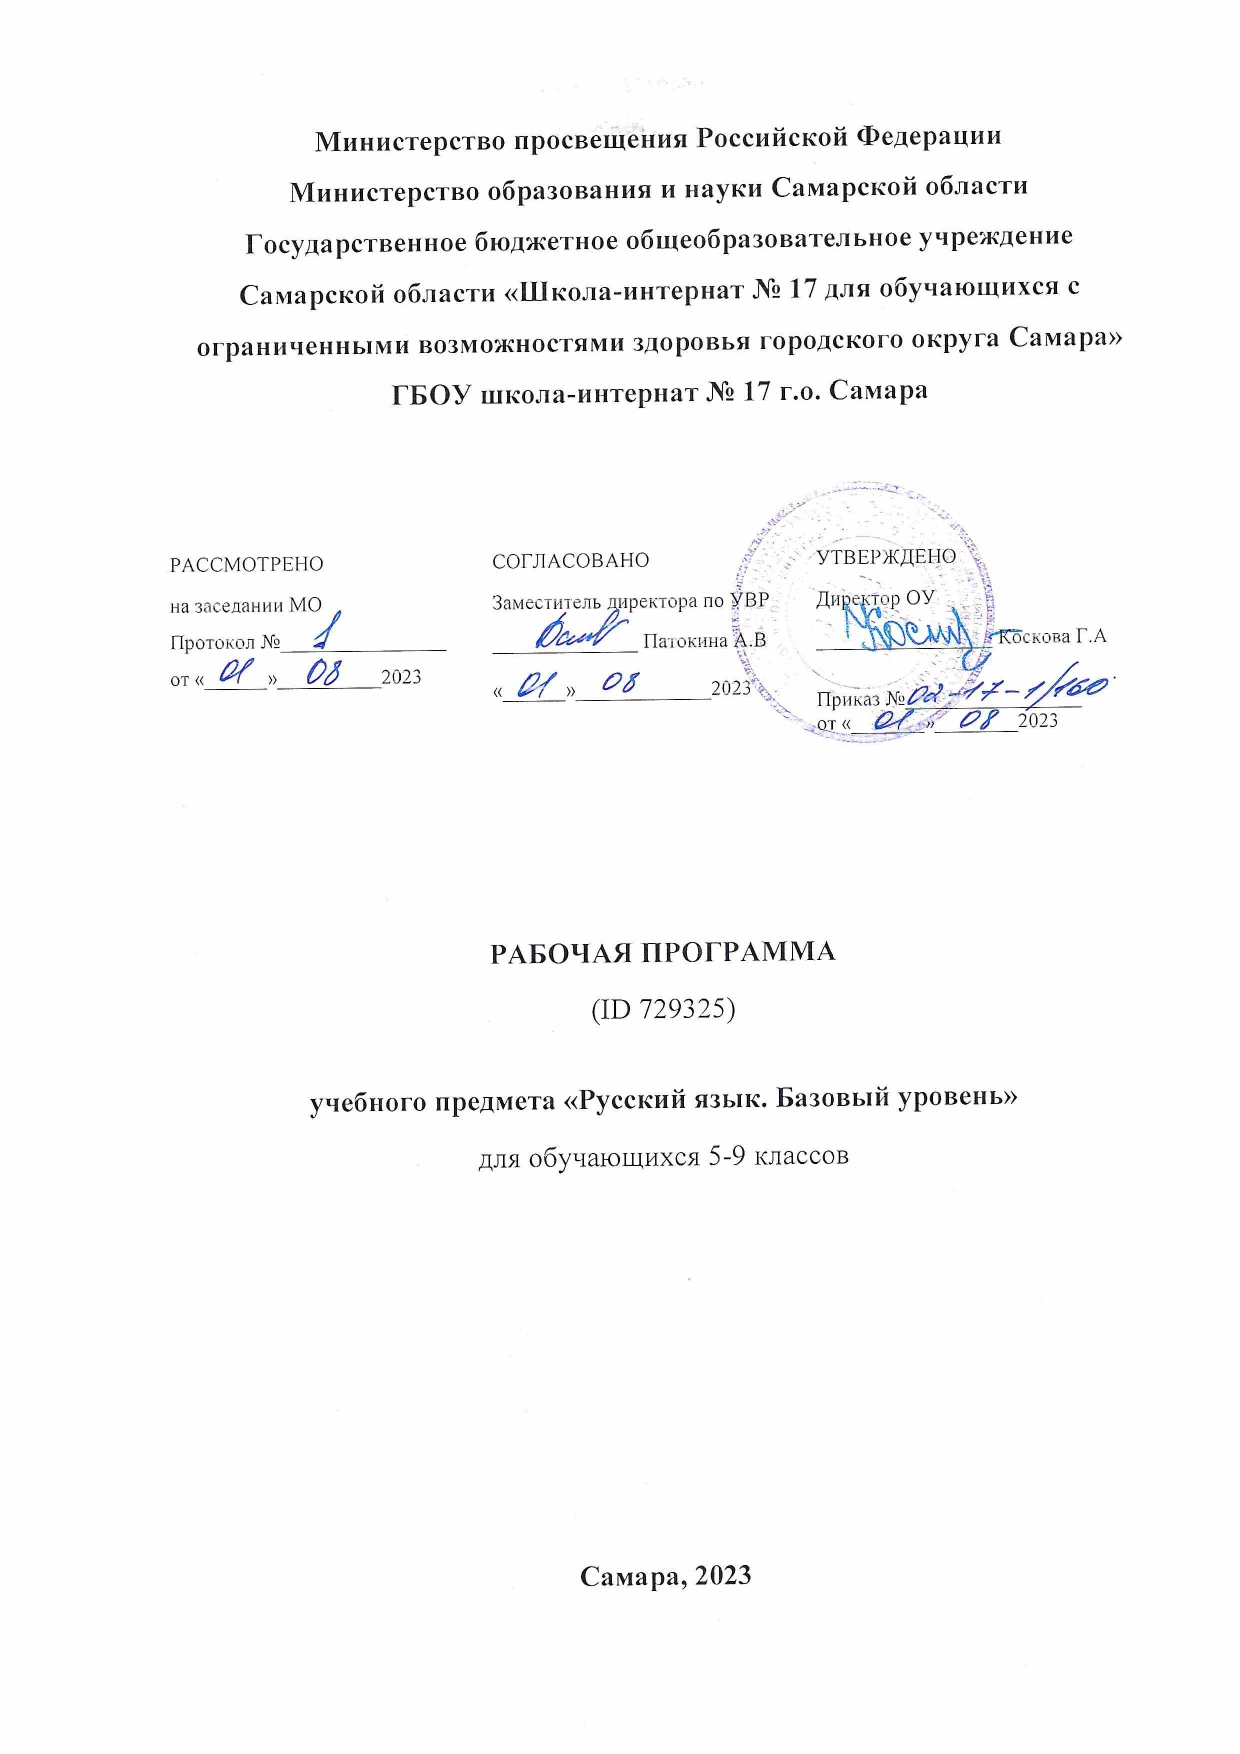 Министерство просвещения Российской Федерации
Министерство образования и науки Самарской области
Государственное бюджетное общеобразовательное учреждение
Самарской области «Школа-интернат № 17 для обучающихся с
ограниченными возможностями здоровья городского округа Самара»
ГБОУ школа-интернат № 17 г.о. Самара
РАССМОТРЕНО
на заседании МО
Протокол № 1
от « 01 » 08 2023
СОГЛАСОВАНО
Заместитель директора по УВР
Патокина А.В
« 01 » 08 2023
УТВЕРЖДЕНО
Директор ОУ
Коскова Г.А
Приказ № 02-17-1/160
от « 01 » 08 2023
РАБОЧАЯ ПРОГРАММА
(ID 729325)
учебного предмета «Русский язык. Базовый уровень»
для обучающихся 5-9 классов
Самара, 2023